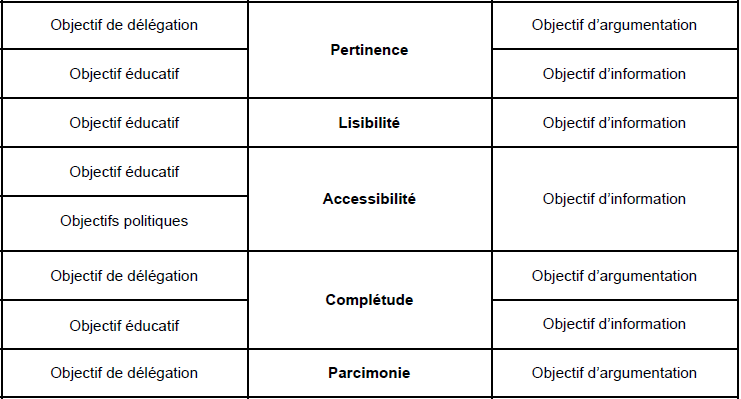 Objectif de délégation
Pertinence
Objectif d’argumentation
Objectif éducatif
Objectif d’information
Objectif éducatif
Lisibilité
Objectif d’information
Objectif éducatif
Accessibilité
Objectif d’information
Objectifs politiques
Objectif de délégation
Complétude
Objectif d’argumentation
Objectif éducatif
Objectif d’information
Objectif de délégation
Parcimonie
Objectif d’argumentation